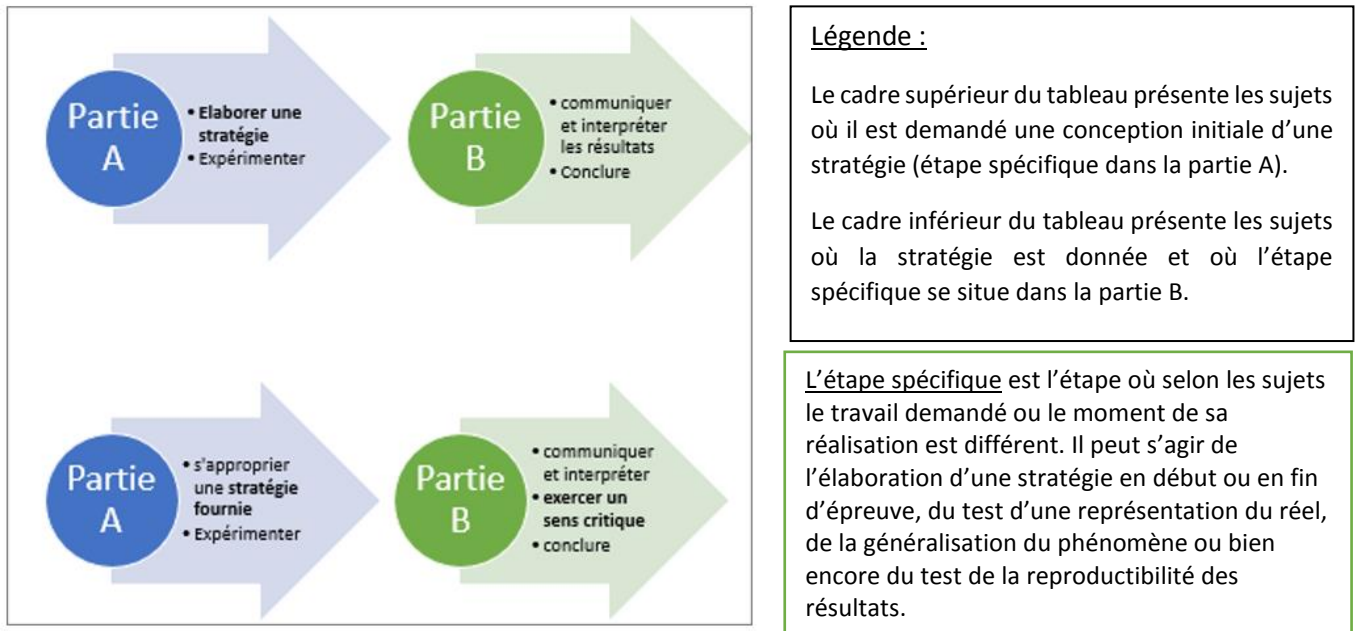 Partie
A
• Elaborer une
stratégie
• Expérimenter
Partie
B
• communiquer
et interpréter
les résultats
• Conclure
Partie
A
• s'approprier
une stratégie
fournie
• Expérimenter
Partie
B
• communiquer
et interpréter
• exercer un
sens critique
• conclure
Légende :
Le cadre supérieur du tableau présente les sujets
où il est demandé une conception initiale d’une
stratégie (étape spécifique dans la partie A).
Le cadre inférieur du tableau présente les sujets
où la stratégie est donnée et où l’étape
spécifique se situe dans la partie B.
L’étape spécifique est l’étape où selon les sujets
le travail demandé ou le moment de sa
réalisation est différent. Il peut s’agir de
l’élaboration d’une stratégie en début ou en fin
d’épreuve, du test d’une représentation du réel,
de la généralisation du phénomène ou bien
encore du test de la reproductibilité des
résultats.